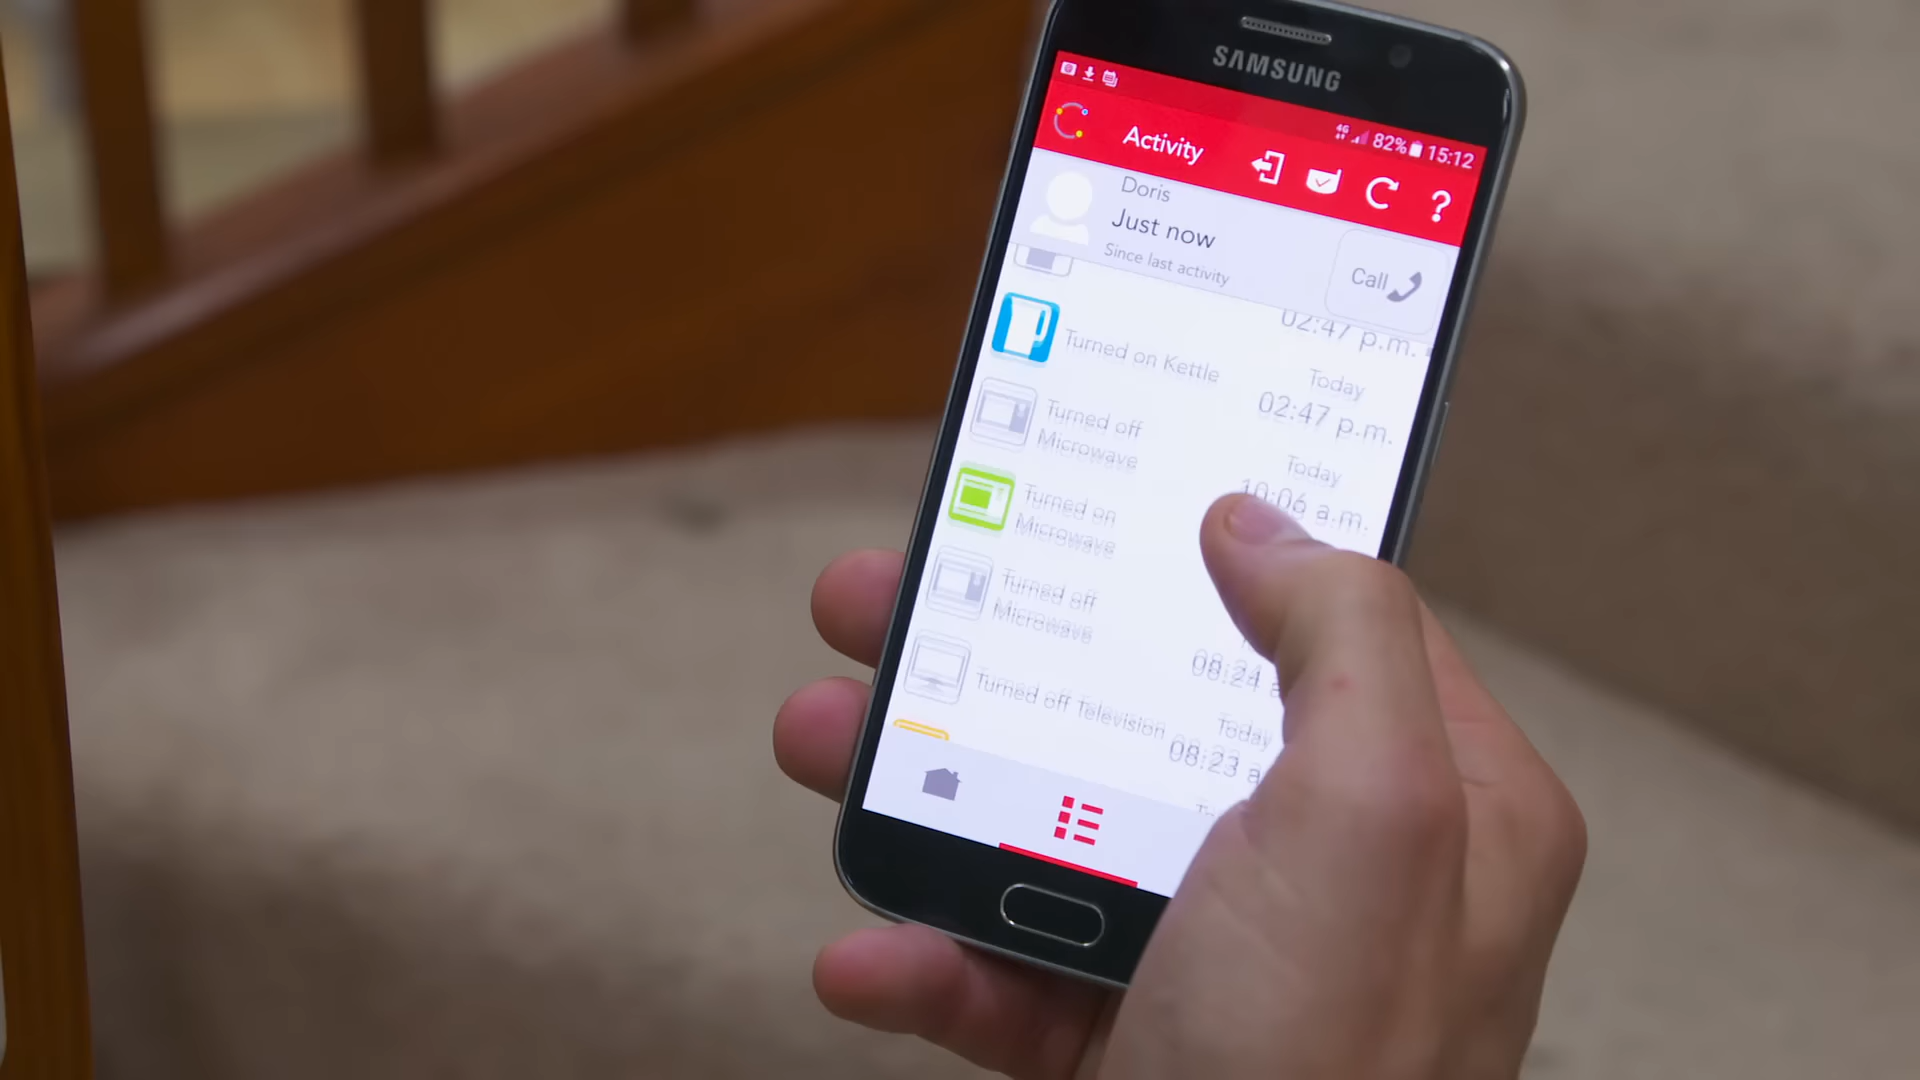 SAMSUNG
4G 82% 15:12
Activity
?
Doris
Just now
Since last activity
Call
02:47 p.m.
Turned on Kettle
Today
02:47 p.m.
Turned off
Microwave
Today
10:06 a.m.
Turned on
Microwave
Turned off
Microwave
08:24
Turned off Television
Today
08:23 a